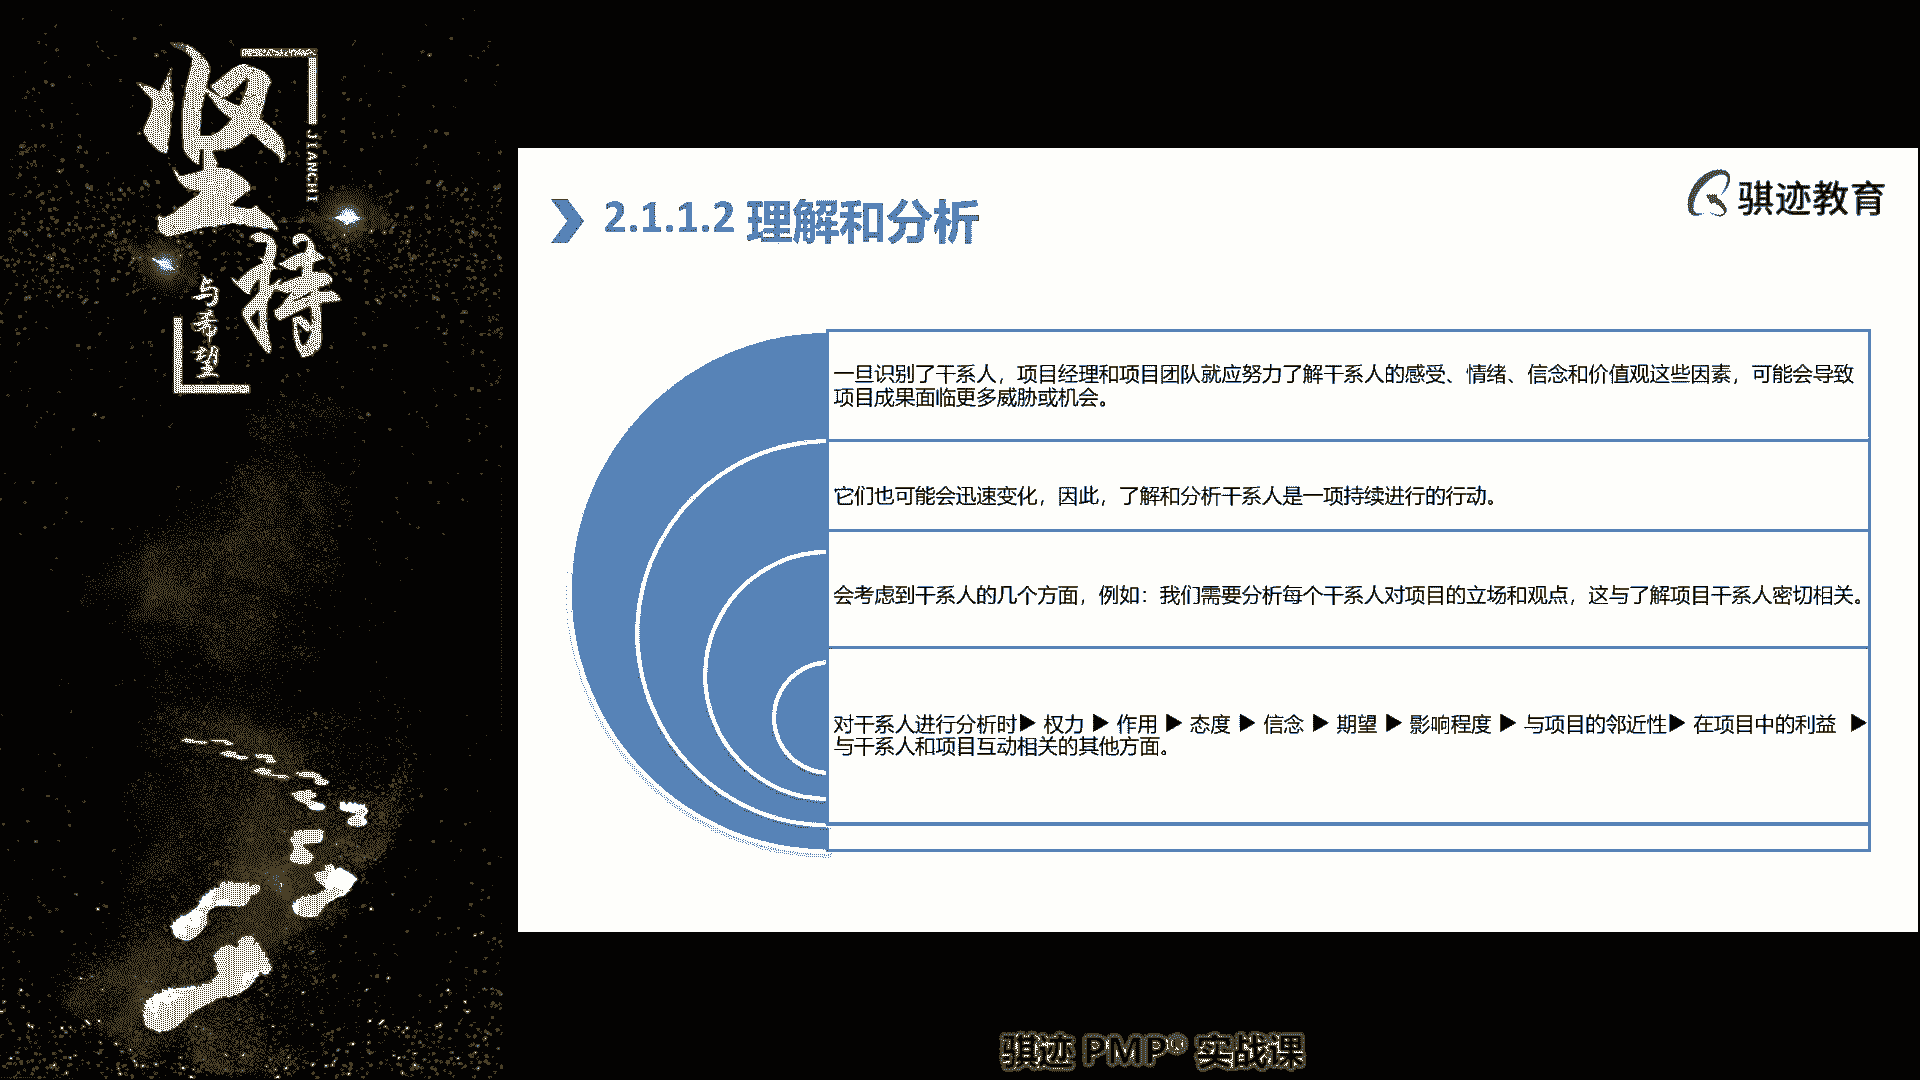 坚持
JIANCHI
与希望
2.1.1.2 理解和分析
骐迹教育
一旦识别了干系人，项目经理和项目团队就应努力了解干系人的感受、情绪、信念和价值观这些因素，可能会导致
项目成果面临更多威胁或机会。
它们也可能会迅速变化，因此，了解和分析干系人是一项持续进行的行动。
会考虑到干系人的几个方面，例如：我们需要分析每个干系人对项目的立场和观点，这与了解项目干系人密切相关。
对干系人进行分析时▶ 权力 ▶ 作用 ▶ 态度 ▶ 信念 ▶ 期望 ▶ 影响程度 ▶ 与项目的邻近性▶ 在项目中的利益 ▶
与干系人和项目互动相关的其他方面。
骐迹 PMP® 实战课